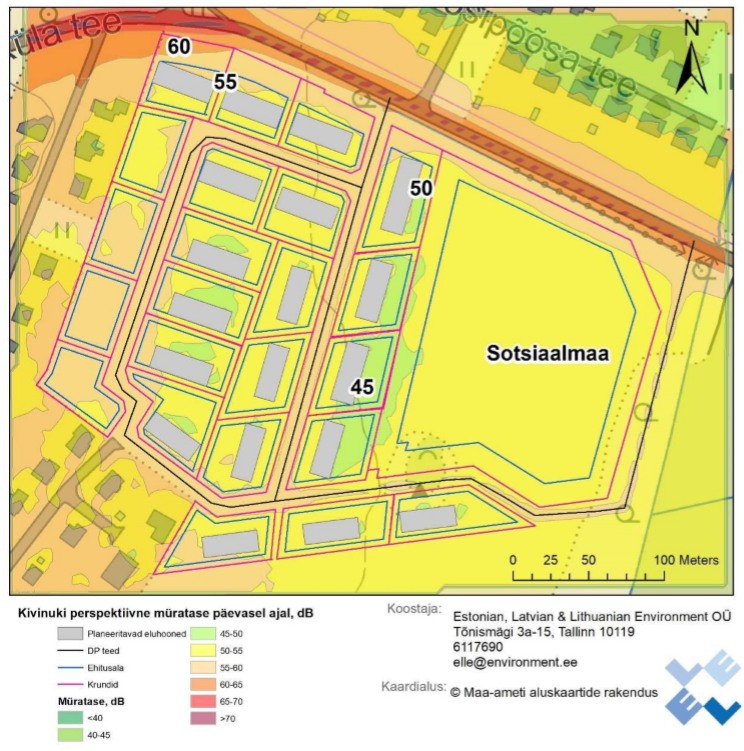 küla tee
N
60
55
50
Sotsiaalmaa
45
0 25 50 100 Meters
Kivinuki perspektiivne müratase päevasel ajal, dB
Planeeritavad eluhooned
DP teed
Ehitusala
Krundid
Müratase, dB
<40
40-45
45-50
50-55
55-60
60-65
65-70
>70
Koostaja:
Estonian, Latvian & Lithuanian Environment OÜ
Tõnismägi 3a-15, Tallinn 10119
6117690
elle@environment.ee
Kaardialus: © Maa-ameti aluskaartide rakendus